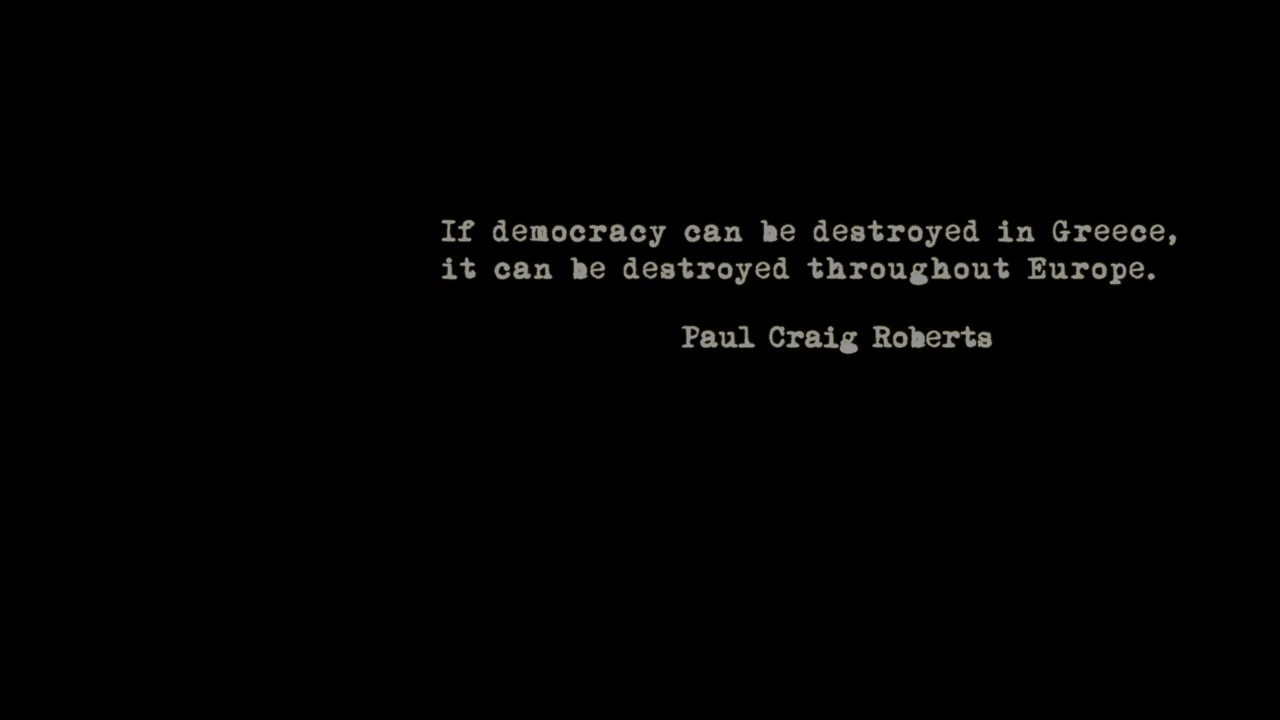 If democracy can be destroyed in Greece,
it can be destroyed throughout Europe.
Paul Craig Roberts